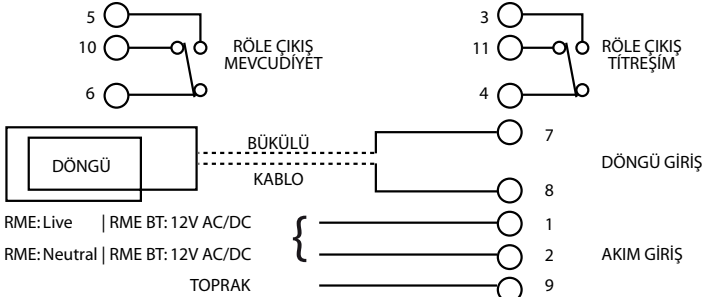 5
10
6
RÖLE ÇIKIŞ
MEVCUDİYET
3
11
4
RÖLE ÇIKIŞ
TİTREŞİM
DÖNGÜ
BÜKÜLÜ
KABLO
7
8
DÖNGÜ GİRİŞ
RME: Live | RME BT: 12V AC/DC
RME: Neutral | RME BT: 12V AC/DC
{
1
2
AKIM GİRİŞ
TOPRAK
9